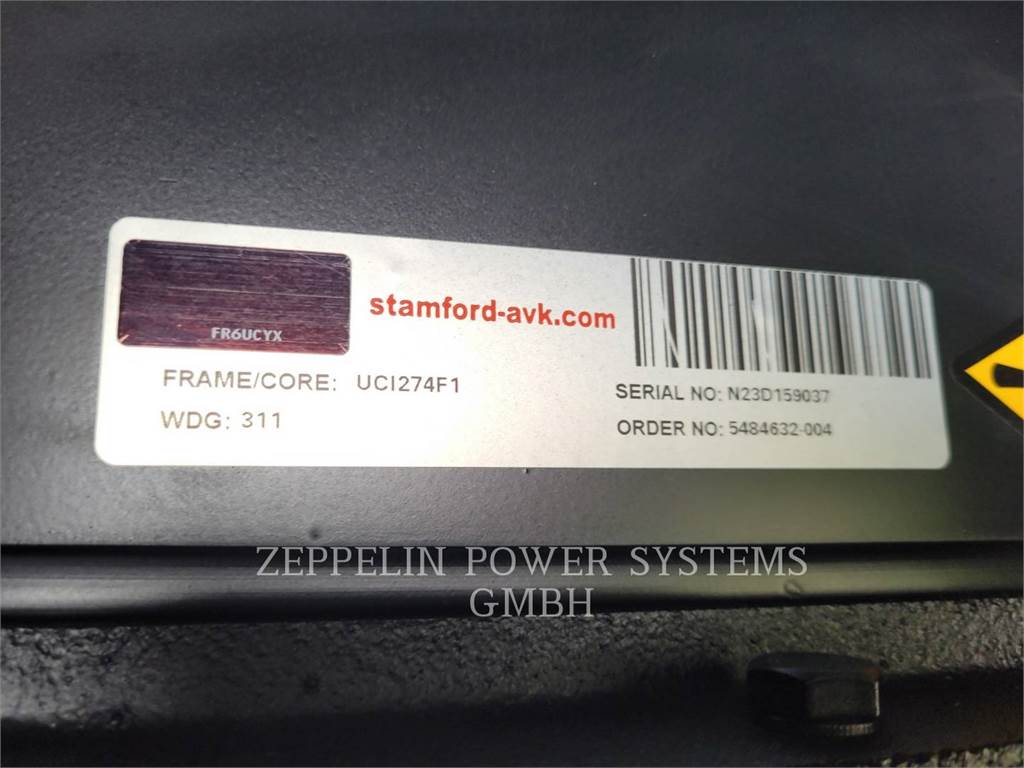 FR6UCYX
stamford-avk.com
FRAME/CORE: UCI274F1
WDG: 311
SERIAL NO: N23D159037
ORDER NO: 5484632-004
ZEPPELIN POWER SYSTEMS
GMBH